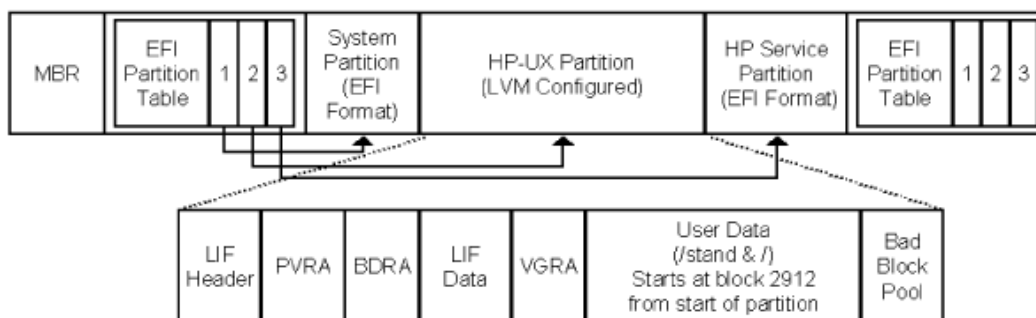 MBR
EFI
Partition
Table
1
2
3
System
Partition
(EFI
Format)
HP-UX Partition
(LVM Configured)
HP Service
Partition
(EFI Format)
EFI
Partition
Table
1
2
3
LIF
Header
PVRA
BDRA
LIF
Data
VGRA
User Data
(/stand & /)
Starts at block 2912
from start of partition
Bad
Block
Pool